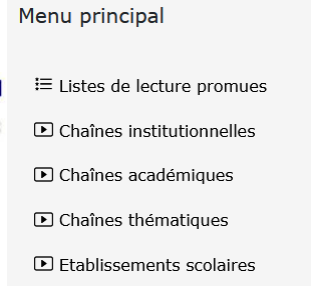 Menu principal
Listes de lecture promues
Chaînes institutionnelles
Chaînes académiques
Chaînes thématiques
Etablissements scolaires